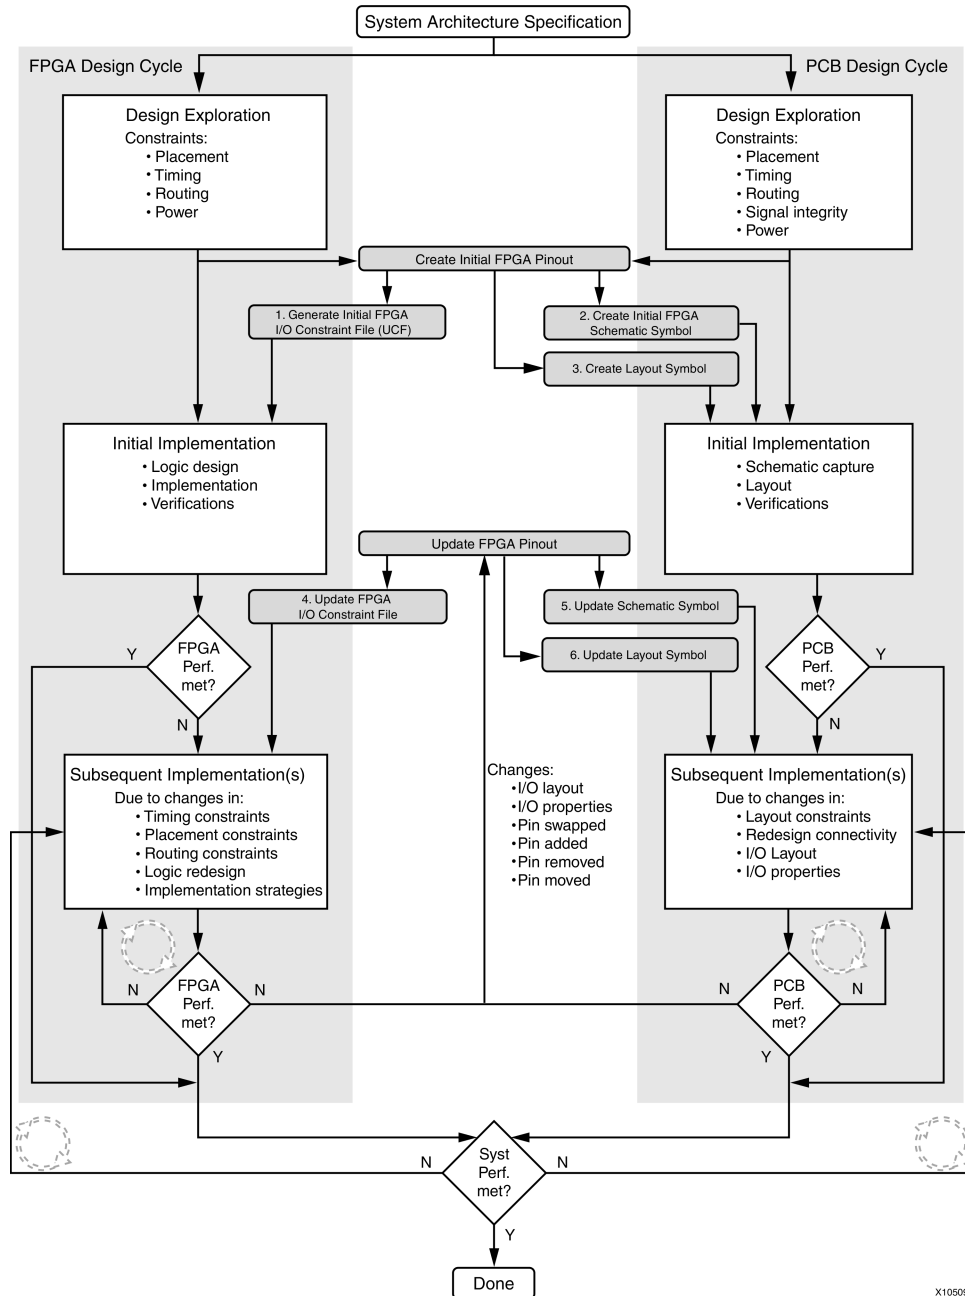 System Architecture Specification
FPGA Design Cycle
PCB Design Cycle
Design Exploration
Constraints:
• Placement
• Timing
• Routing
• Power
Design Exploration
Constraints:
• Placement
• Timing
• Routing
• Signal integrity
• Power
Create Initial FPGA Pinout
1. Generate Initial FPGA
I/O Constraint File (UCF)
2. Create Initial FPGA
Schematic Symbol
3. Create Layout Symbol
Initial Implementation
• Logic design
• Implementation
• Verifications
Initial Implementation
• Schematic capture
• Layout
• Verifications
Update FPGA Pinout
4. Update FPGA
I/O Constraint File
5. Update Schematic Symbol
6. Update Layout Symbol
Y
FPGA
Perf.
met?
N
PCB
Perf.
met?
Y
N
Subsequent Implementation(s)
Due to changes in:
• Timing constraints
• Placement constraints
• Routing constraints
• Logic redesign
• Implementation strategies
Changes:
•I/O layout
•I/O properties
•Pin swapped
•Pin added
•Pin removed
•Pin moved
Subsequent Implementation(s)
Due to changes in:
• Layout constraints
• Redesign connectivity
• I/O Layout
• I/O properties
N
FPGA
Perf.
met?
N
Y
N
PCB
Perf.
met?
N
Y
N
Syst
Perf.
met?
N
Y
Done
X10509